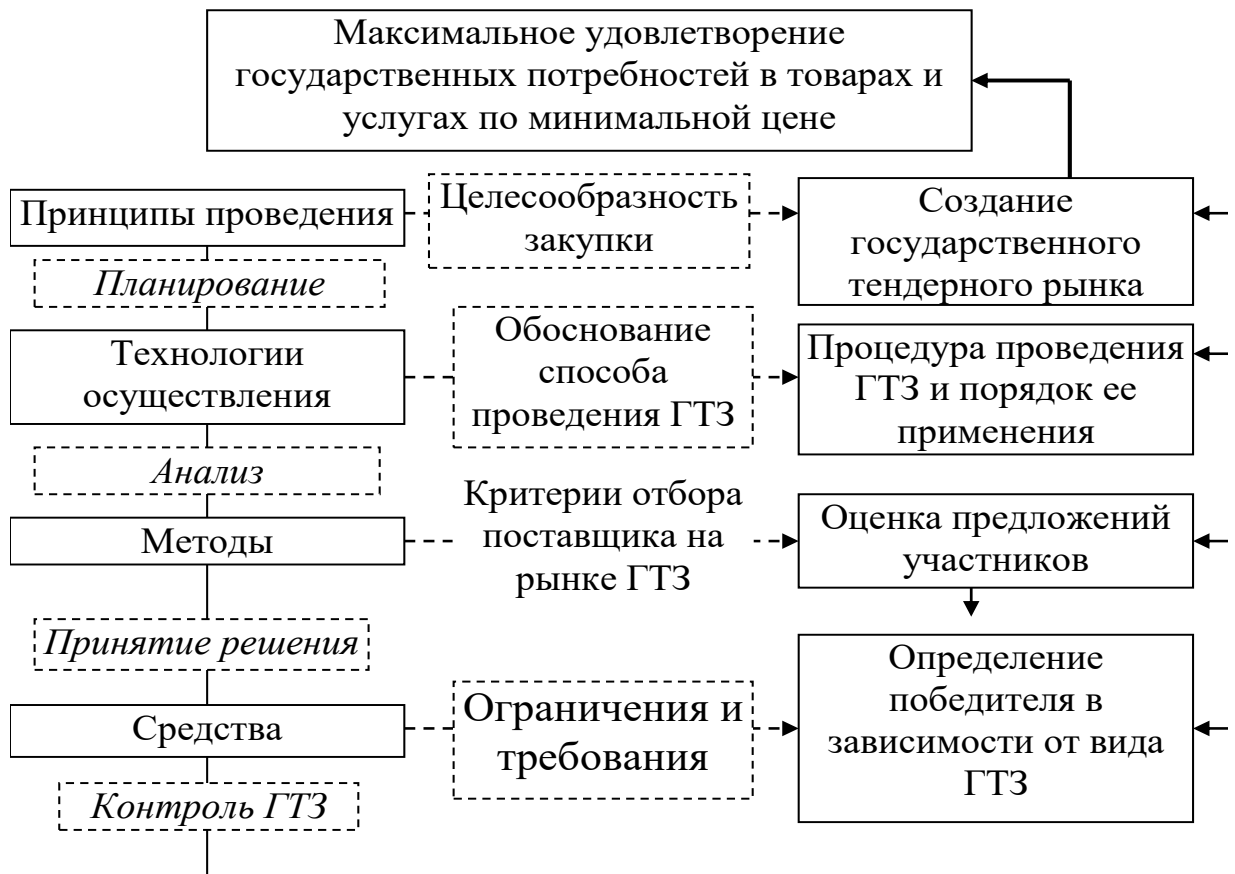 Максимальное удовлетворение
государственных потребностей в товарах и
услугах по минимальной цене
Принципы проведения
Целесообразность
закупки
Создание
государственного
тендерного рынка
Планирование
Технологии
осуществления
Обоснование
способа
проведения ГТЗ
Процедура проведения
ГТЗ и порядок ее
применения
Анализ
Методы
Критерии отбора
поставщика на
рынке ГТЗ
Оценка предложений
участников
Принятие решения
Средства
Ограничения и
требования
Определение
победителя в
зависимости от вида
ГТЗ
Контроль ГТЗ